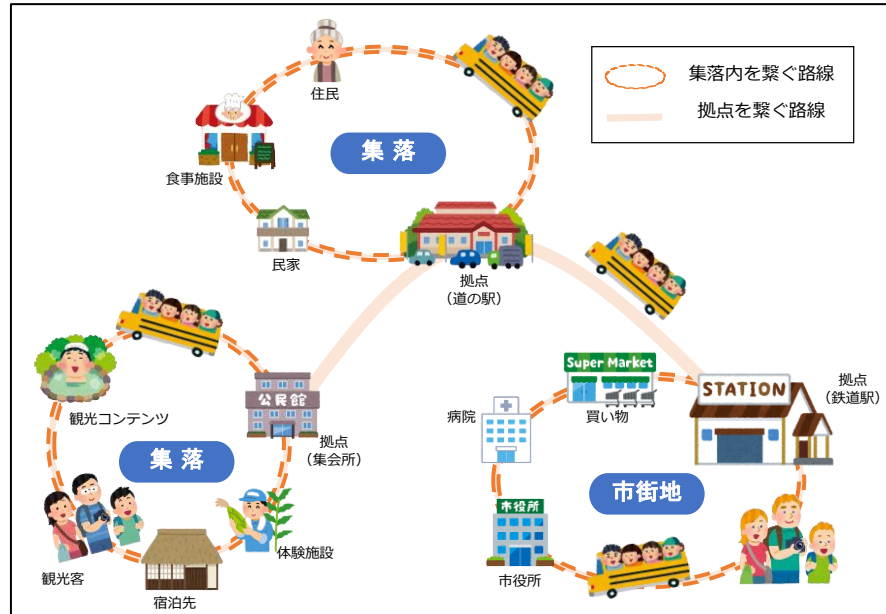 集落内を繋ぐ路線
拠点を繋ぐ路線
住民
集 落
食事施設
民家
拠点
（道の駅）
観光コンテンツ
公民館
拠点
（集会所）
集 落
観光客
宿泊先
体験施設
Super Market
買い物
病院
STATION
拠点
（鉄道駅）
市街地
市役所
市役所